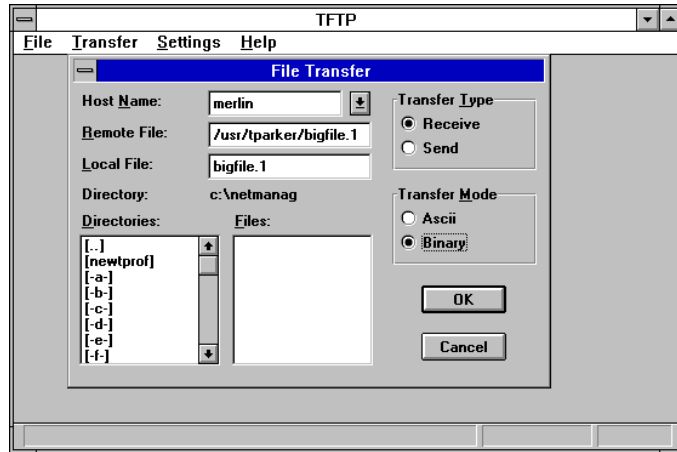 TFTP
File Transfer Settings Help
File Transfer
Host Name: merlin
Remote File: /usr/tparker/bigfile.1
Local File: bigfile.1
Directory: c:\netmanag
Directories: Files:
[..]
[newtprof]
[-a-]
[-b-]
[-c-]
[-d-]
[-e-]
[-f-]
Transfer Type
Receive
Send
Transfer Mode
Ascii
Binary
OK
Cancel